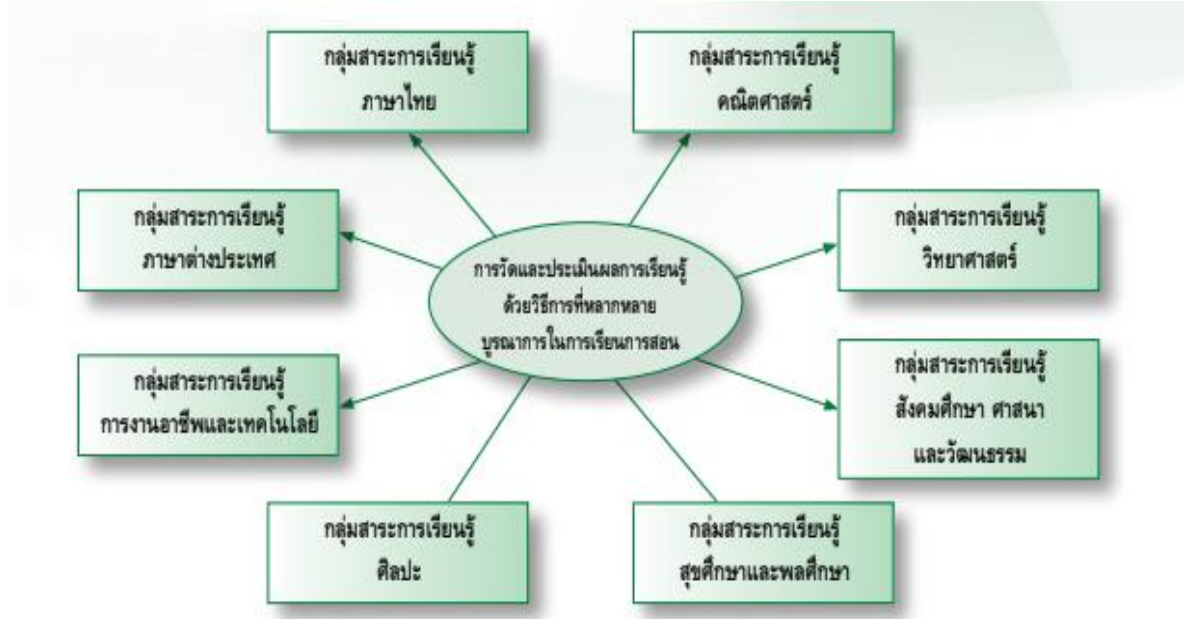 กลุ่มสาระการเรียนรู้
ภาษาไทย
กลุ่มสาระการเรียนรู้
คณิตศาสตร์
กลุ่มสาระการเรียนรู้
ภาษาต่างประเทศ
การวัดและประเมินผลการเรียนรู้
ด้วยวิธีการที่หลากหลาย
บูรณาการในการเรียนการสอน
กลุ่มสาระการเรียนรู้
วิทยาศาสตร์
กลุ่มสาระการเรียนรู้
การงานอาชีพและเทคโนโลยี
กลุ่มสาระการเรียนรู้
สังคมศึกษา ศาสนา
และวัฒนธรรม
กลุ่มสาระการเรียนรู้
ศิลปะ
กลุ่มสาระการเรียนรู้
สุขศึกษาและพลศึกษา